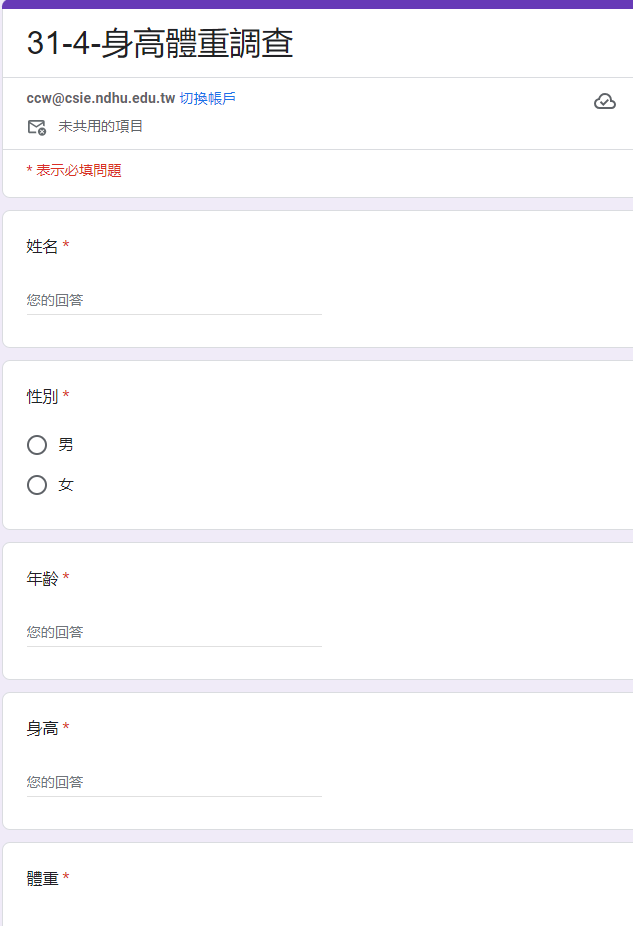 31-4-身高體重調查
ccw@csie.ndhu.edu.tw 切換帳戶
未共用的項目
* 表示必填問題
姓名 *
您的回答
性別 *
男
女
年齡 *
您的回答
身高 *
您的回答
體重 *